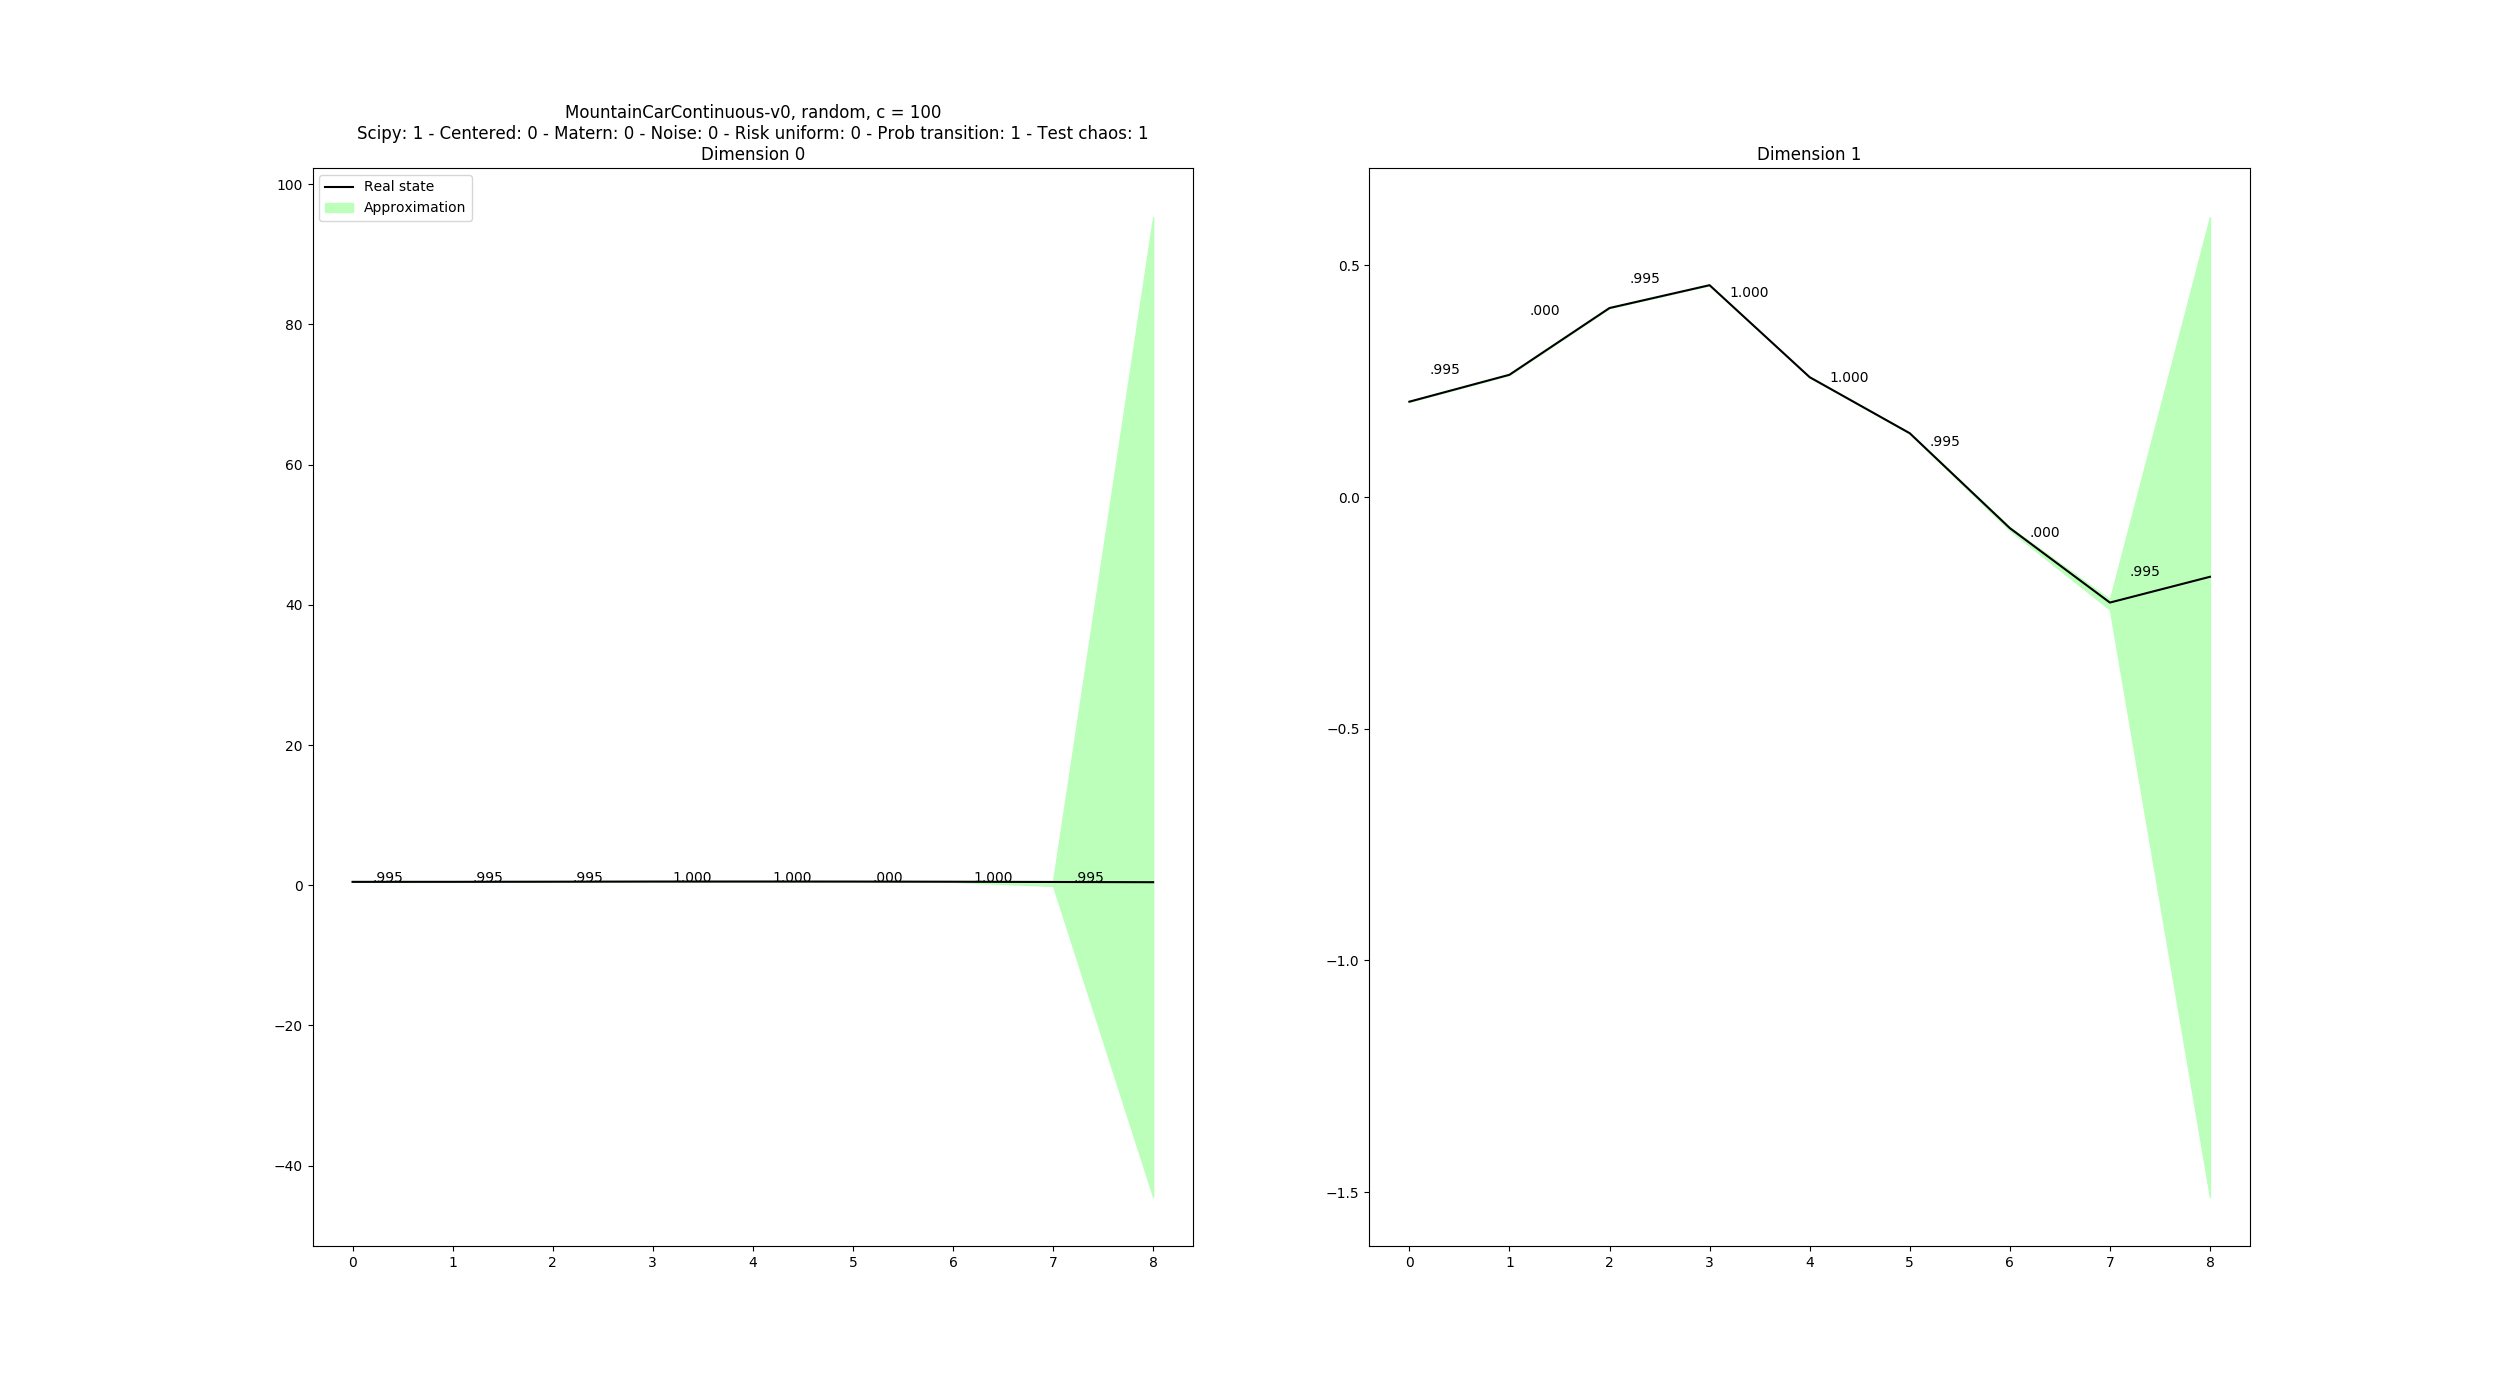 MountainCarContinuous-v0, random, c = 100
Scipy: 1 - Centered: 0 - Matern: 0 - Noise: 0 - Risk uniform: 0 - Prob transition: 1 - Test chaos: 1
Dimension 0
Real state
Approximation
100
80
60
40
20
0
−20
−40
.995 .995 .995 1.000 1.000 .000 1.000 .995
0 1 2 3 4 5 6 7 8
Dimension 1
0.5
0.0
−0.5
−1.0
−1.5
.995
.000
.995
1.000
1.000
.995
.000
.995
0 1 2 3 4 5 6 7 8